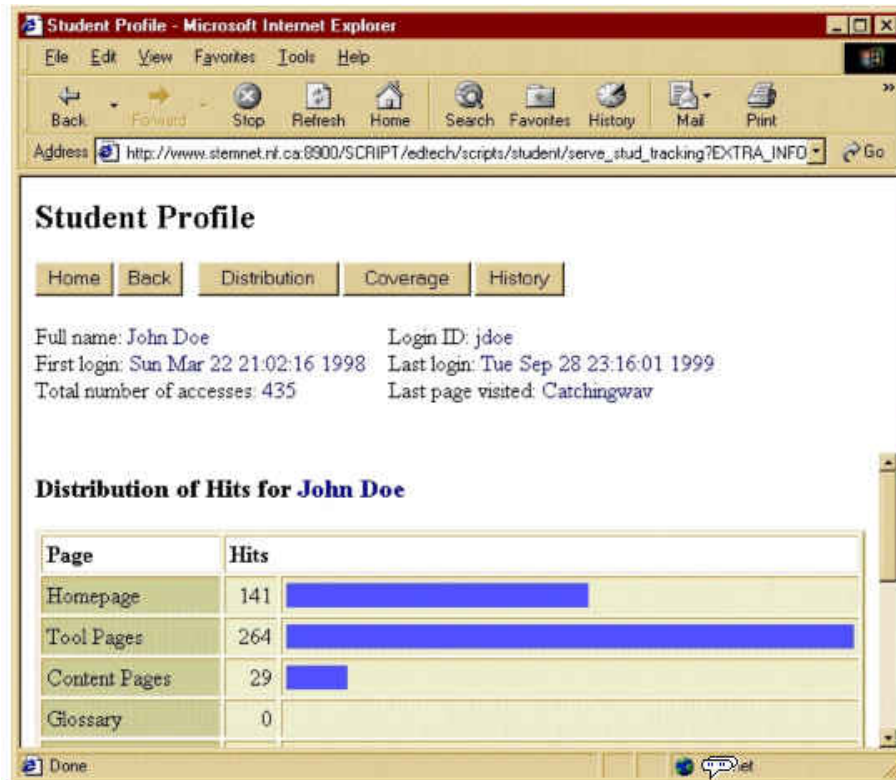 Student Profile - Microsoft Internet Explorer
File Edit View Favorites Tools Help
Back Forward Stop Refresh Home Search Favorites History Mail Print »
Address http://www.stemnet.nf.ca:8900/SCRIPT/edtech/scripts/student/serve_stud_tracking?EXTRA_INFO Go
Student Profile
Home Back Distribution Coverage History
Full name: John Doe Login ID: jdoe
First login: Sun Mar 22 21:02:16 1998 Last login: Tue Sep 28 23:16:01 1999
Total number of accesses: 435 Last page visited: Catchingwav
Distribution of Hits for John Doe
Page Hits
Homepage 141
Tool Pages 264
Content Pages 29
Glossary 0
Done